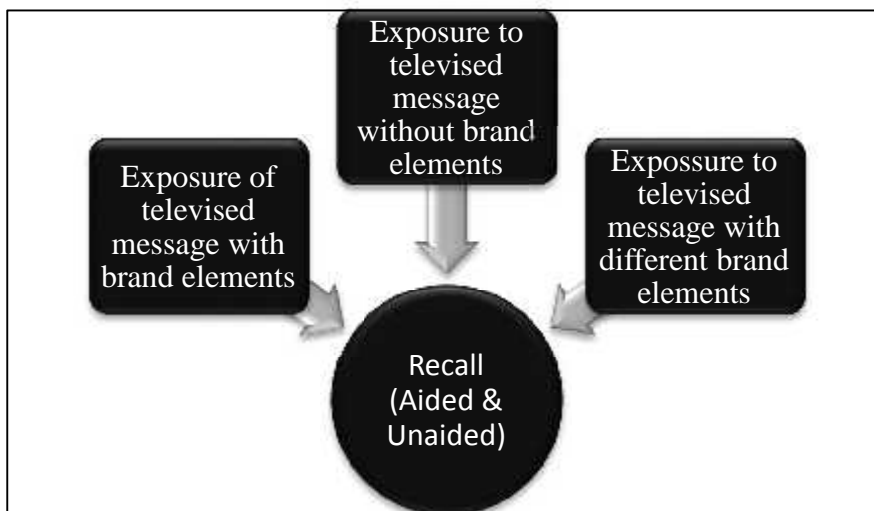 Exposure of
televised
message with
brand elements
Exposure to
televised
message
without brand
elements
Expossure to
televised
message with
different brand
elements
Recall
(Aided &
Unaided)